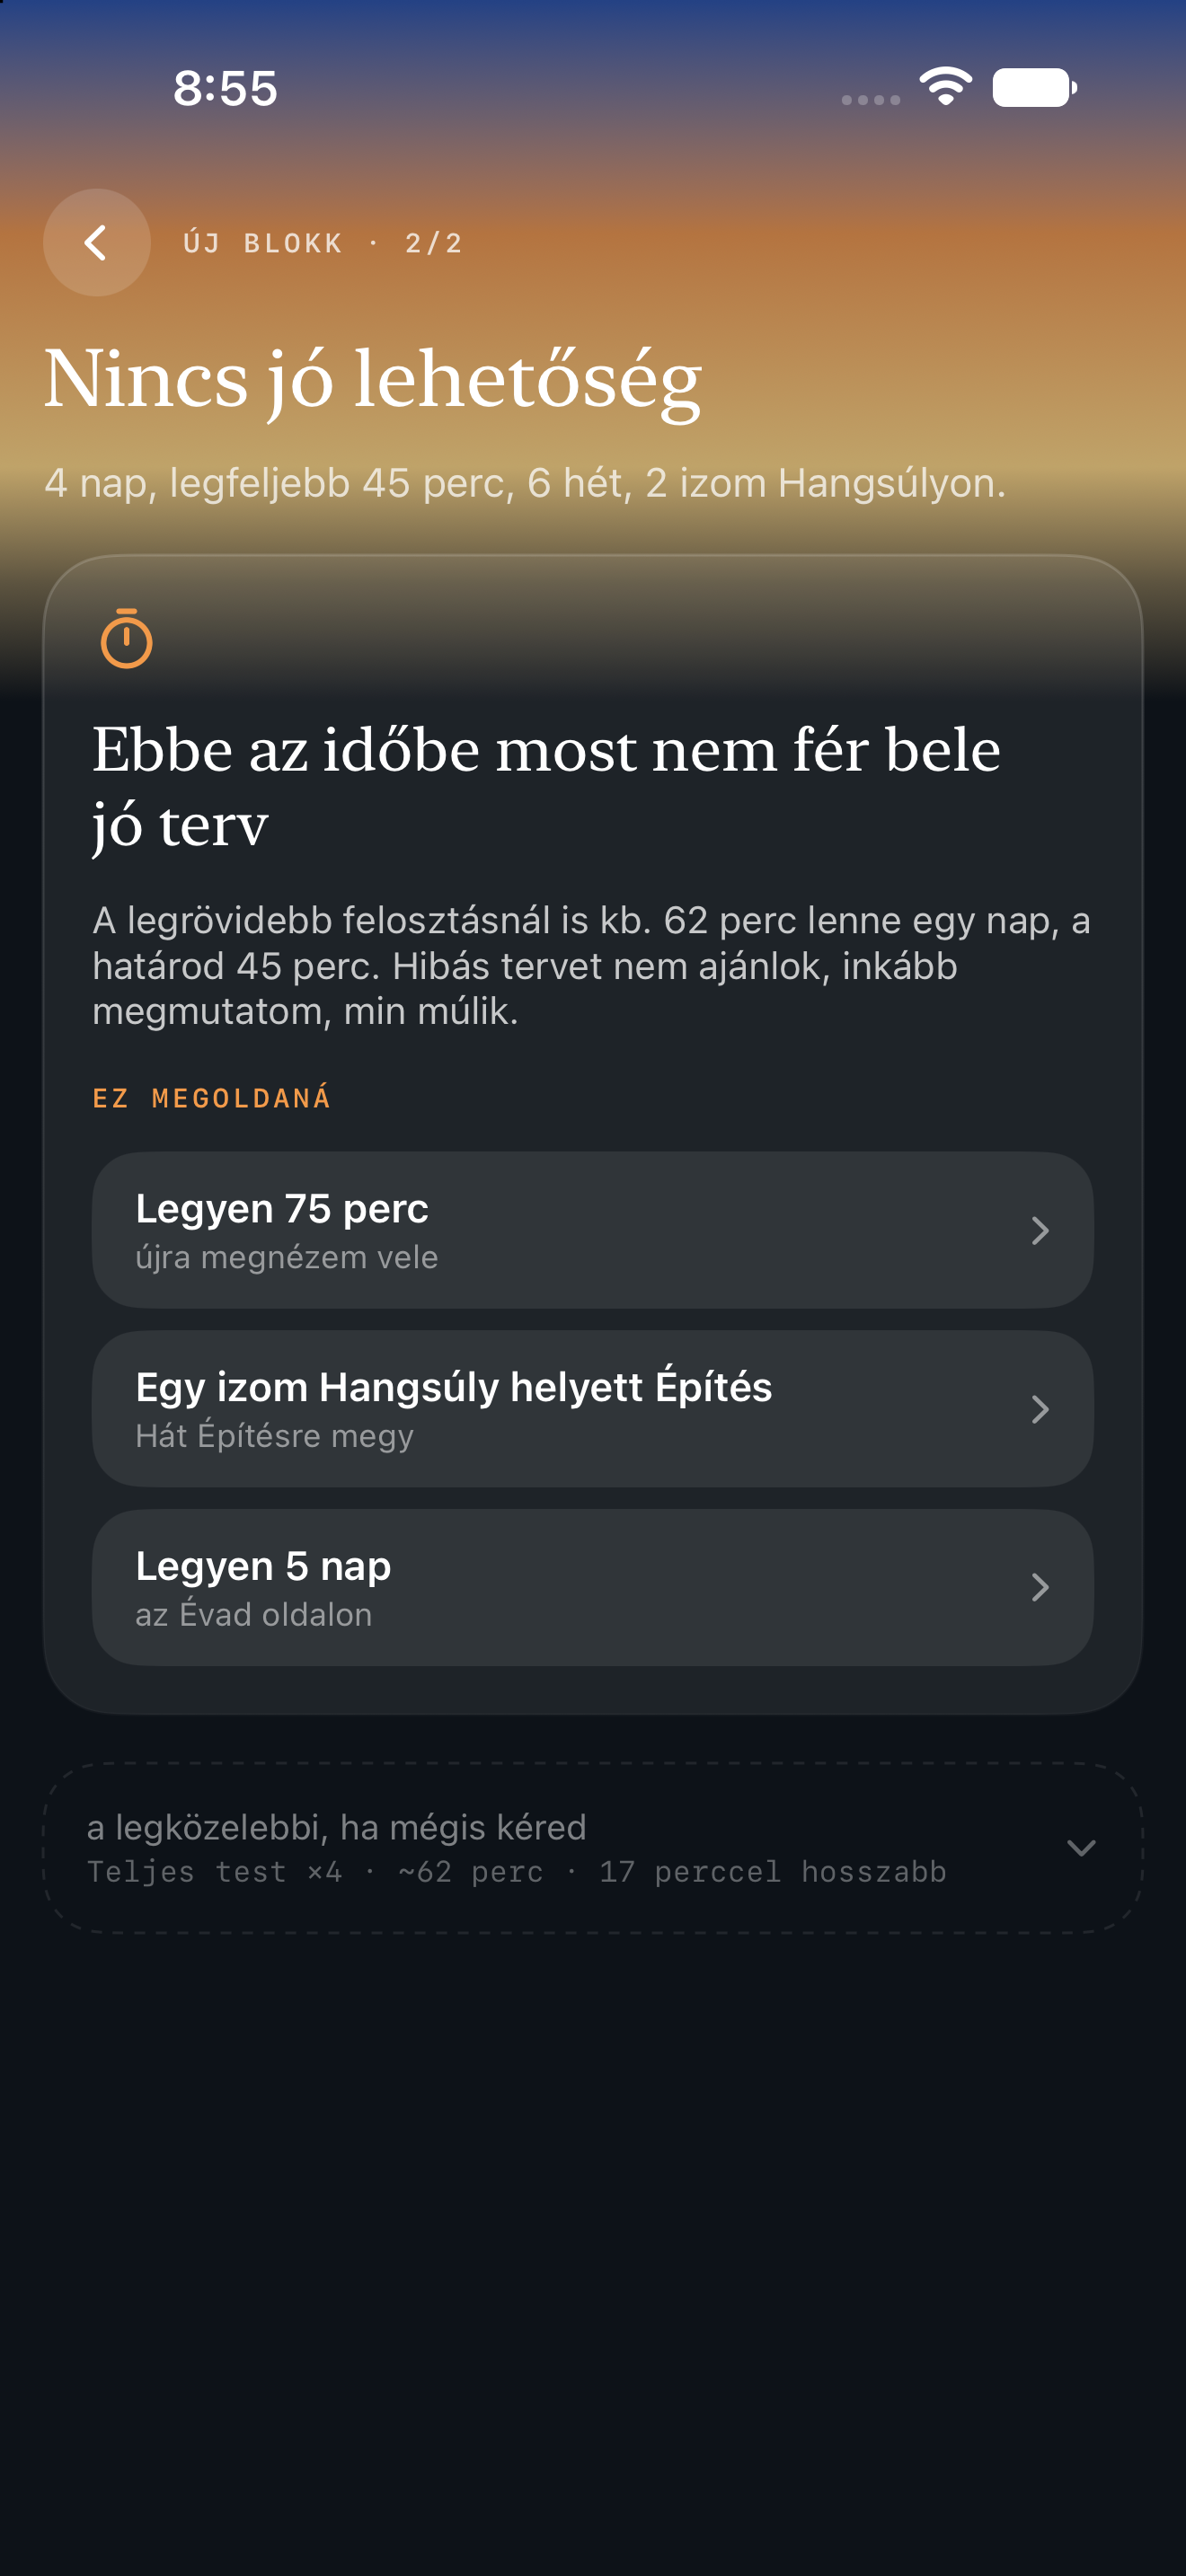 8:55
ÚJ BLOKK · 2/2
Nincs jó lehetőség
4 nap, legfeljebb 45 perc, 6 hét, 2 izom Hangsúlyon.
Ebbe az időbe most nem fér bele
jó terv
A legrövidebb felosztásnál is kb. 62 perc lenne egy nap, a
határod 45 perc. Hibás tervet nem ajánlok, inkább
megmutatom, min múlik.
EZ MEGOLDANÁ
Legyen 75 perc
újra megnézem vele
Egy izom Hangsúly helyett Építés
Hát Építésre megy
Legyen 5 nap
az Évad oldalon
a legközelebbi, ha mégis kéred
Teljes test ×4 · ~62 perc · 17 perccel hosszabb